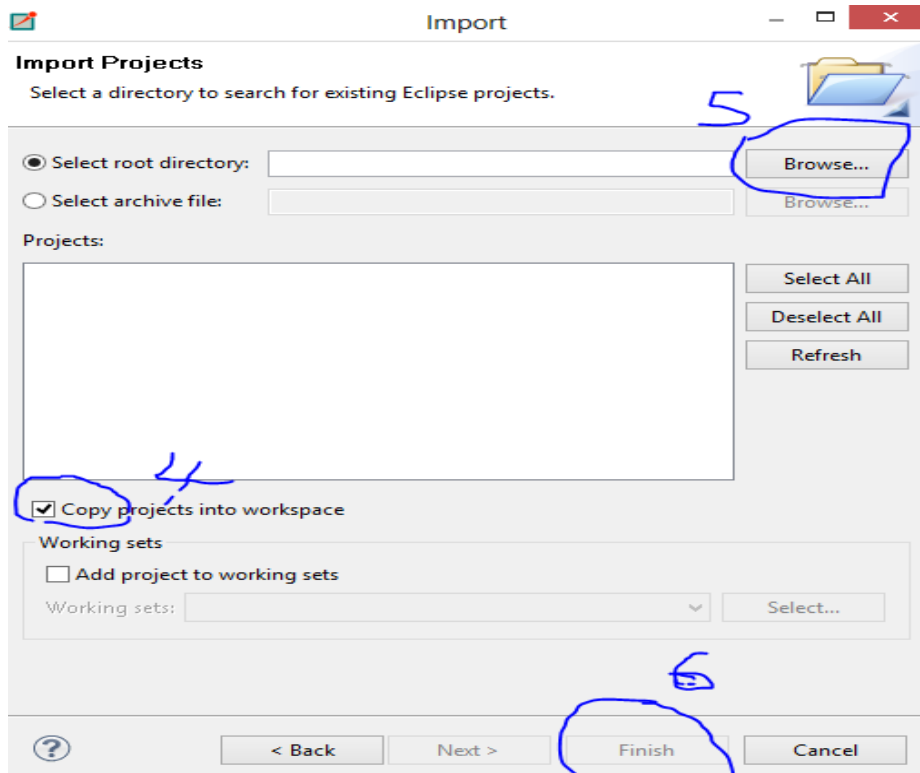 Import
Import Projects
Select a directory to search for existing Eclipse projects.
5
Select root directory:
Browse...
Select archive file:
Browse...
Projects:
Select All
Deselect All
Refresh
4
Copy projects into workspace
Working sets
Add project to working sets
Working sets:
Select...
6
?
< Back
Next >
Finish
Cancel